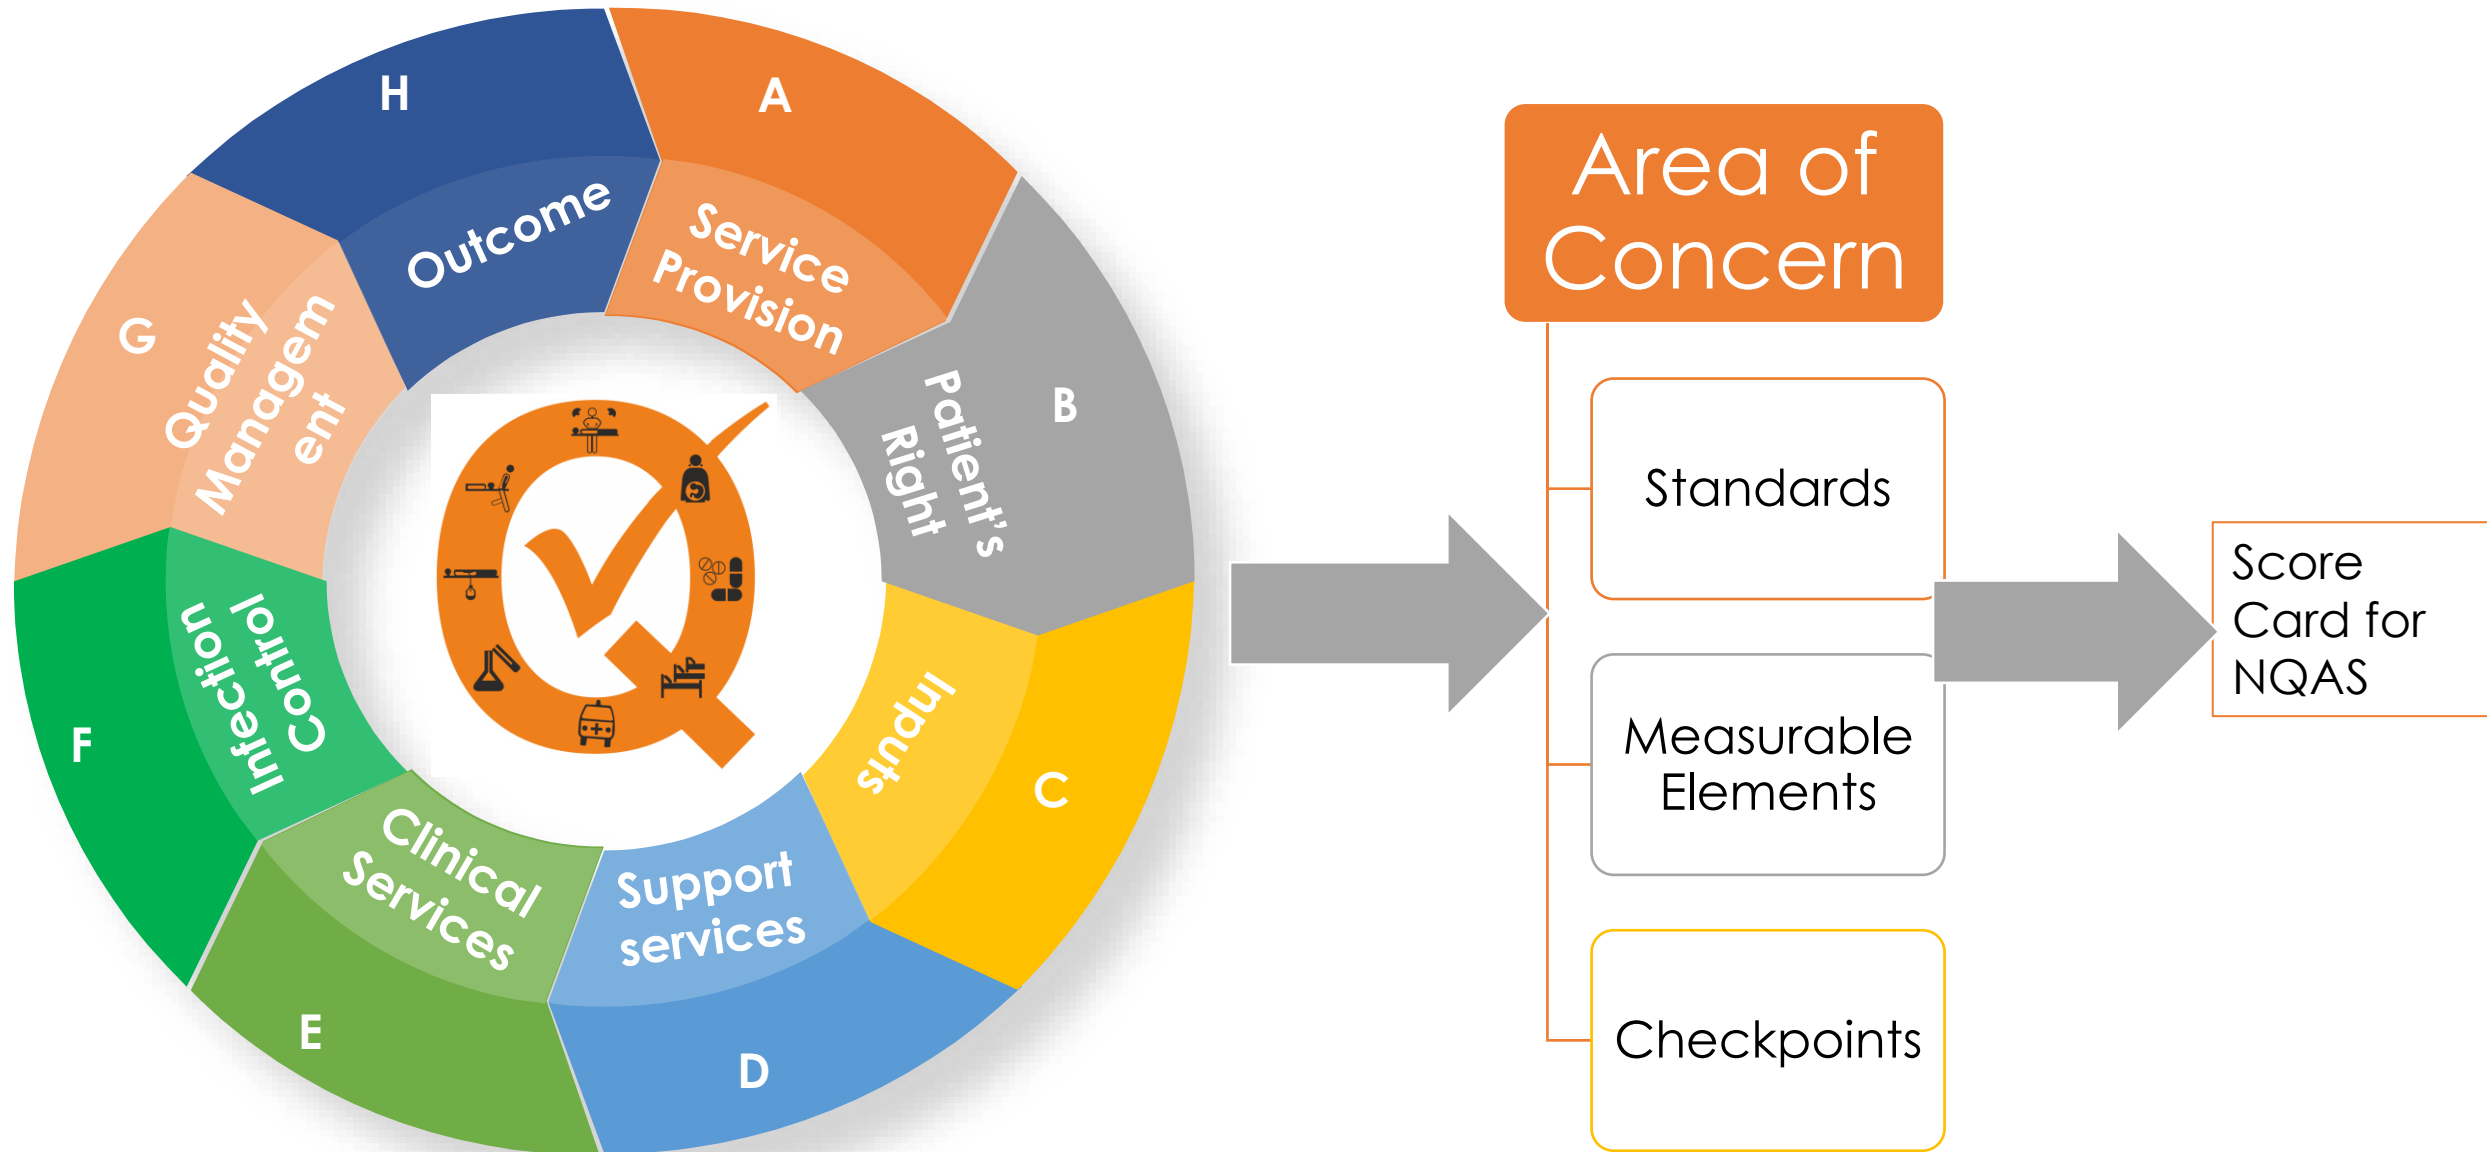 A
Service
Provision
B
Patient's
Right
C
Inputs
D
Support
services
E
Clinical
Services
F
Infection
Control
G
Quality
Managem
ent
H
Outcome
Area of
Concern
Standards
Measurable
Elements
Checkpoints
Score
Card for
NQAS